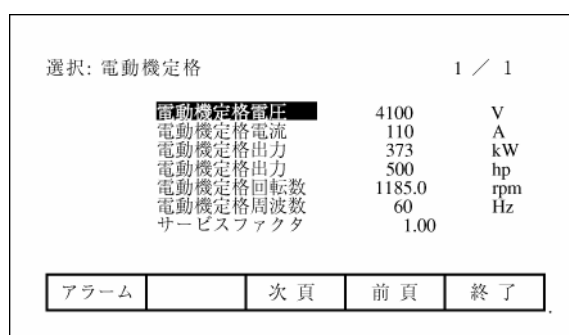 選択: 電動機定格 1 ／ 1
電動機定格電圧 4100 V
電動機定格電流 110 A
電動機定格出力 373 kW
電動機定格出力 500 hp
電動機定格回転数 1185.0 rpm
電動機定格周波数 60 Hz
サービスファクタ 1.00
アラーム 次 頁 前 頁 終 了
.